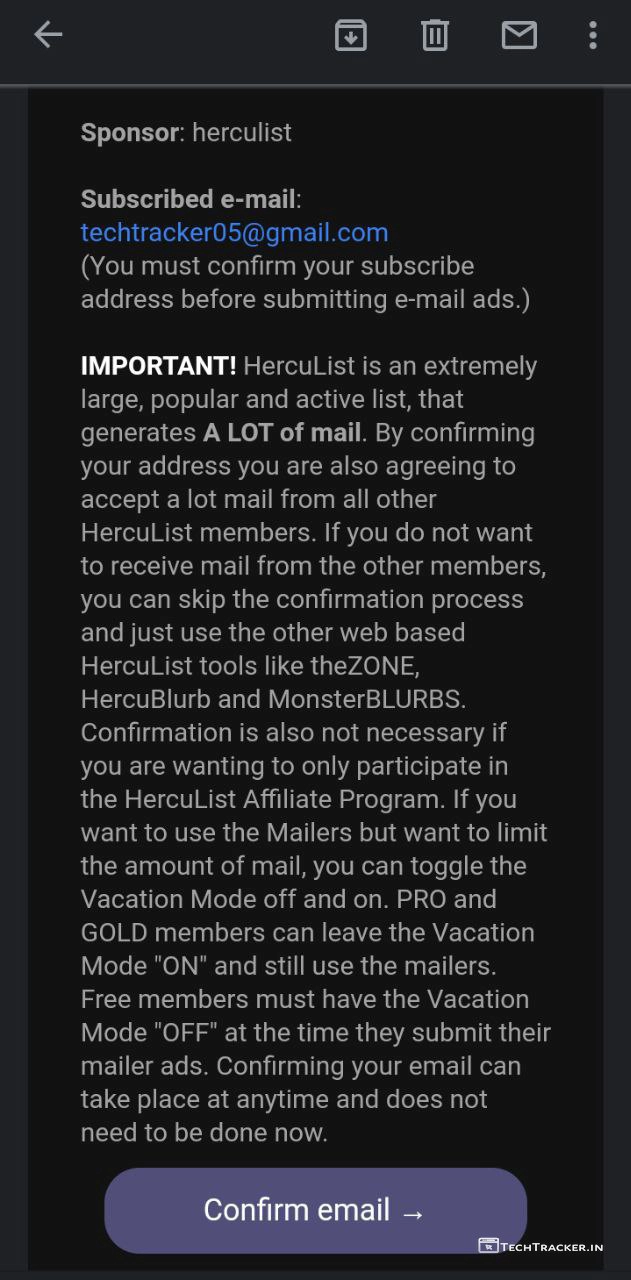 Sponsor: herculist
Subscribed e-mail:
techtracker05@gmail.com
(You must confirm your subscribe
address before submitting e-mail ads.)
IMPORTANT! HercuList is an extremely
large, popular and active list, that
generates A LOT of mail. By confirming
your address you are also agreeing to
accept a lot mail from all other
HercuList members. If you do not want
to receive mail from the other members,
you can skip the confirmation process
and just use the other web based
HercuList tools like theZONE,
HercuBlurb and MonsterBLURBS.
Confirmation is also not necessary if
you are wanting to only participate in
the HercuList Affiliate Program. If you
want to use the Mailers but want to limit
the amount of mail, you can toggle the
Vacation Mode off and on. PRO and
GOLD members can leave the Vacation
Mode "ON" and still use the mailers.
Free members must have the Vacation
Mode "OFF" at the time they submit their
mailer ads. Confirming your email can
take place at anytime and does not
need to be done now.
Confirm email →
TECHTRACKER.IN